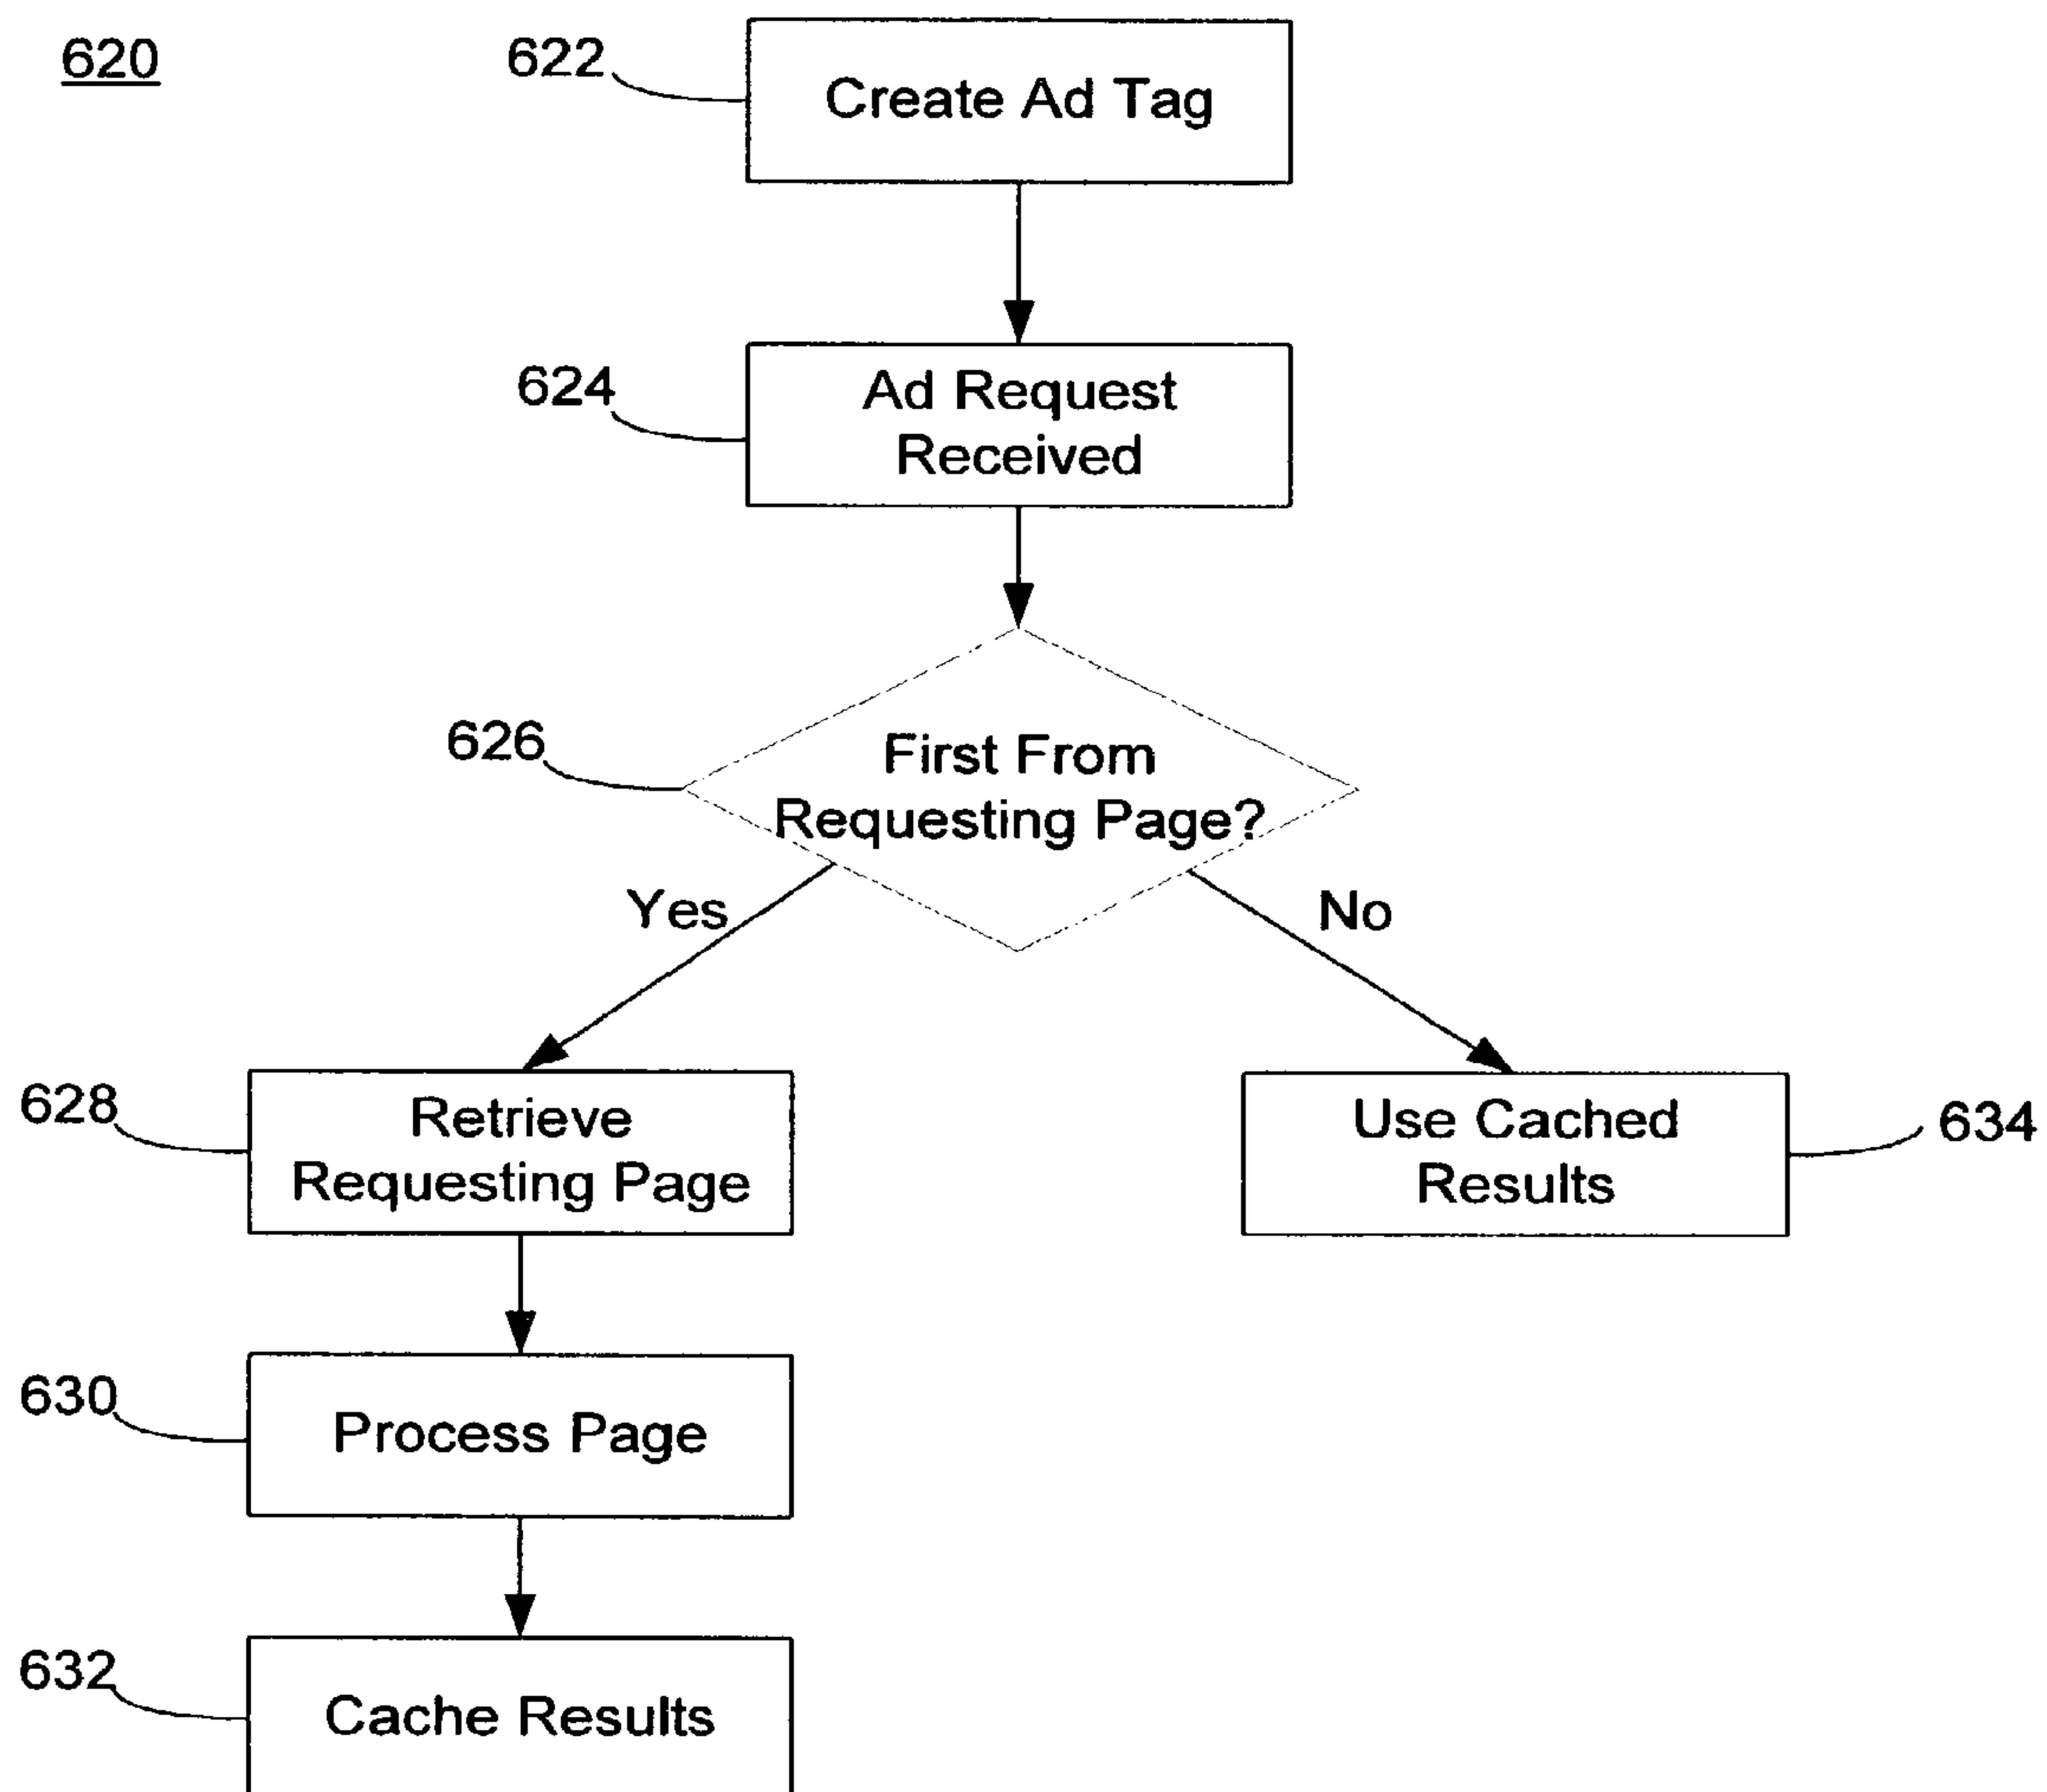 620
622
Create Ad Tag
624
Ad Request
Received
626
First From
Requesting Page?
Yes
No
628
Retrieve
Requesting Page
Use Cached
Results
634
630
Process Page
632
Cache Results